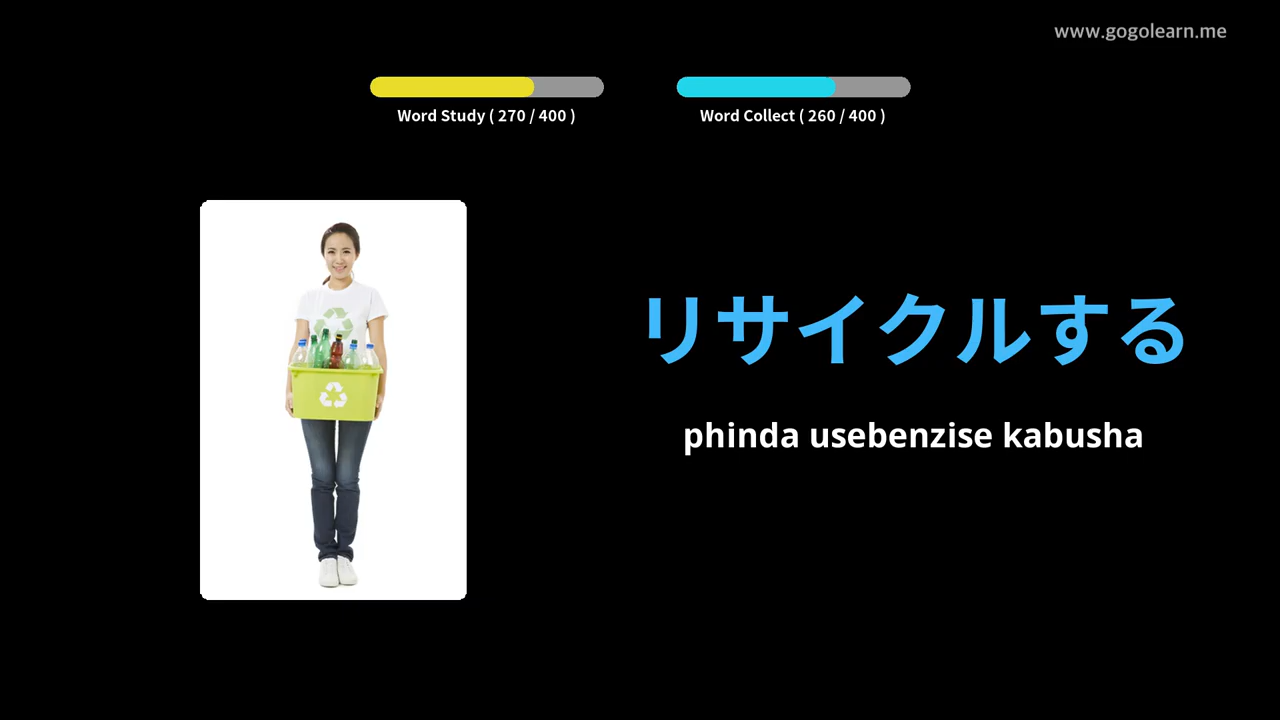 www.gogolearn.me
Word Study ( 270 / 400 )
Word Collect ( 260 / 400 )
リサイクルする
phinda usebenzise kabusha